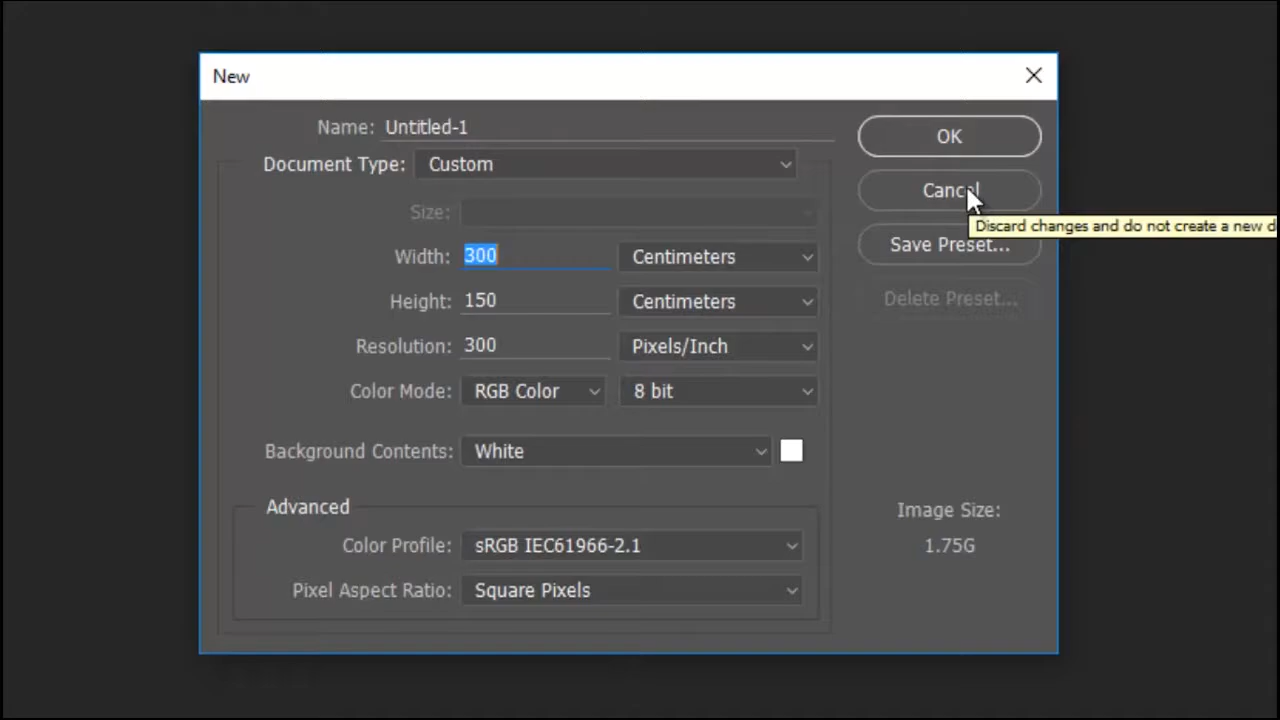 New
Name: Untitled-1
OK
Document Type: Custom
Cancel
Size:
Discard changes and do not create a new d
Save Preset...
Width: 300 Centimeters
Height: 150 Centimeters
Delete Preset...
Resolution: 300 Pixels/Inch
Color Mode: RGB Color 8 bit
Background Contents: White
Advanced
Image Size:
Color Profile: sRGB IEC61966-2.1
1.75G
Pixel Aspect Ratio: Square Pixels